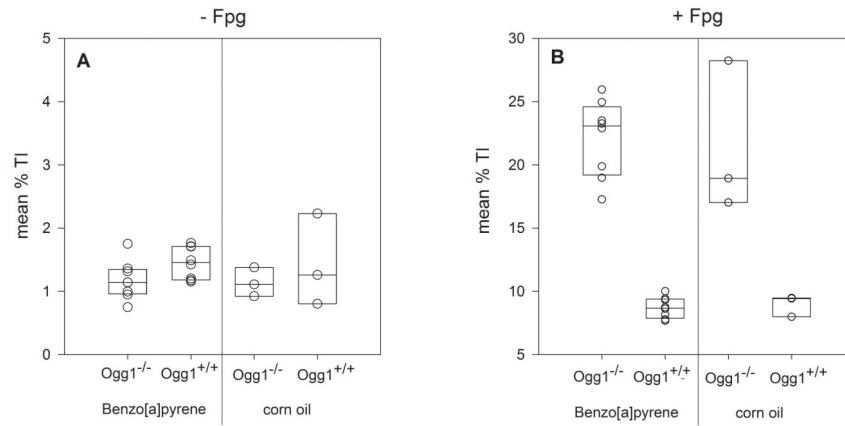 - Fpg
A
mean % TI
5
4
3
2
1
0
Ogg1-/- Ogg1+/+ Ogg1-/- Ogg1+/+
Benzo[a]pyrene corn oil
+ Fpg
B
mean % TI
30
25
20
15
10
5
Ogg1-/- Ogg1+/+ Ogg1-/- Ogg1+/+
Benzo[a]pyrene corn oil